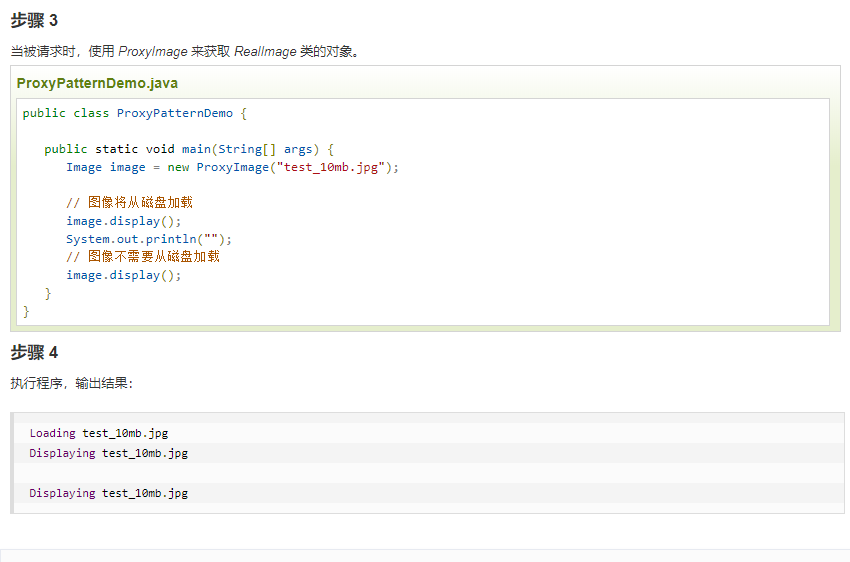 步骤 3
当被请求时，使用 ProxyImage 来获取 RealImage 类的对象。
ProxyPatternDemo.java
public class ProxyPatternDemo {
public static void main(String[] args) {
Image image = new ProxyImage("test_10mb.jpg");
// 图像将从磁盘加载
image.display();
System.out.println("");
// 图像不需要从磁盘加载
image.display();
}
}
步骤 4
执行程序，输出结果：
Loading test_10mb.jpg
Displaying test_10mb.jpg
Displaying test_10mb.jpg